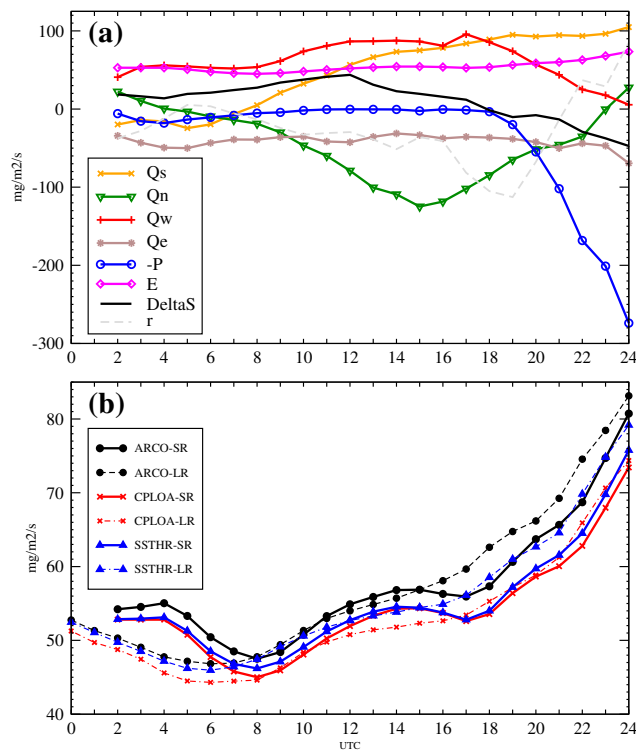 100
(a)
0
-100
-200
-300
mg/m2/s
Qs
Qn
Qw
Qe
-P
E
DeltaS
r
0 2 4 6 8 10 12 14 16 18 20 22 24
(b)
80
70
60
50
40
mg/m2/s
ARCO-SR
ARCO-LR
CPLOA-SR
CPLOA-LR
SSTHR-SR
SSTHR-LR
0 2 4 6 8 10 12 14 16 18 20 22 24
UTC